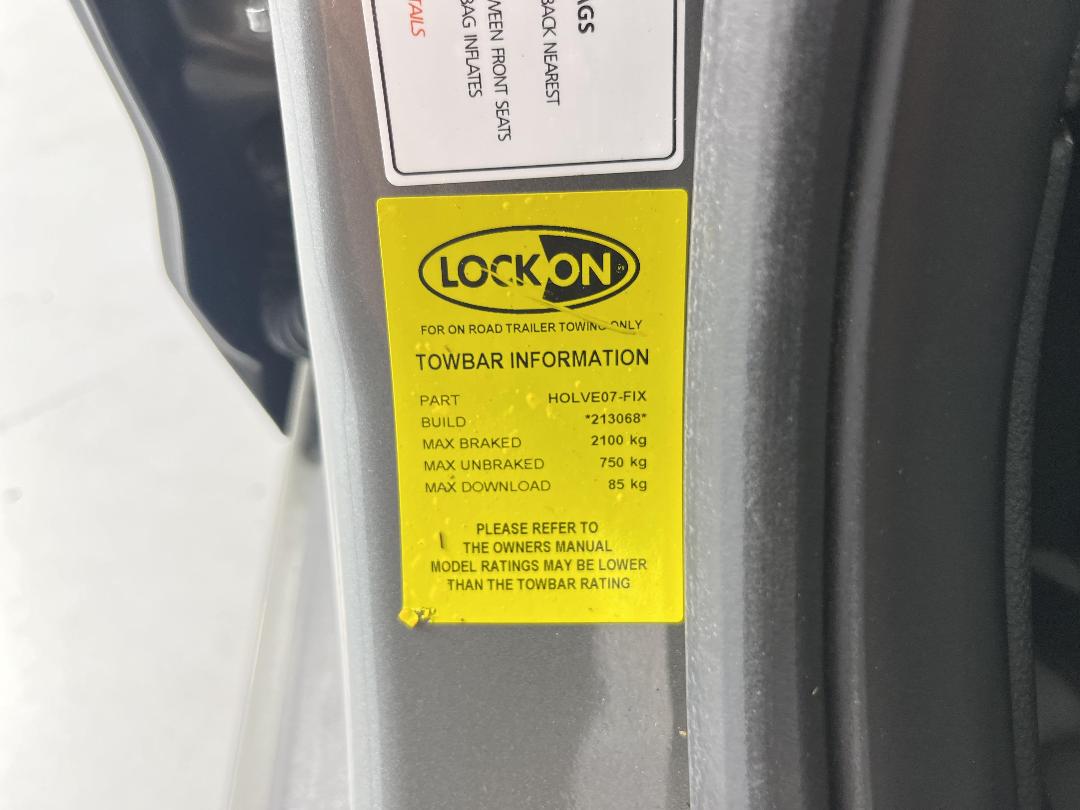 AGS
BACK NEAREST
WEEN FRONT SEATS
BAG INFLATES
TAILS
LOCK ON
FOR ON ROAD TRAILER TOWING ONLY
TOWBAR INFORMATION
PART HOLVE07-FIX
BUILD *213068*
MAX BRAKED 2100 kg
MAX UNBRAKED 750 kg
MAX DOWNLOAD 85 kg
PLEASE REFER TO
THE OWNERS MANUAL
MODEL RATINGS MAY BE LOWER
THAN THE TOWBAR RATING